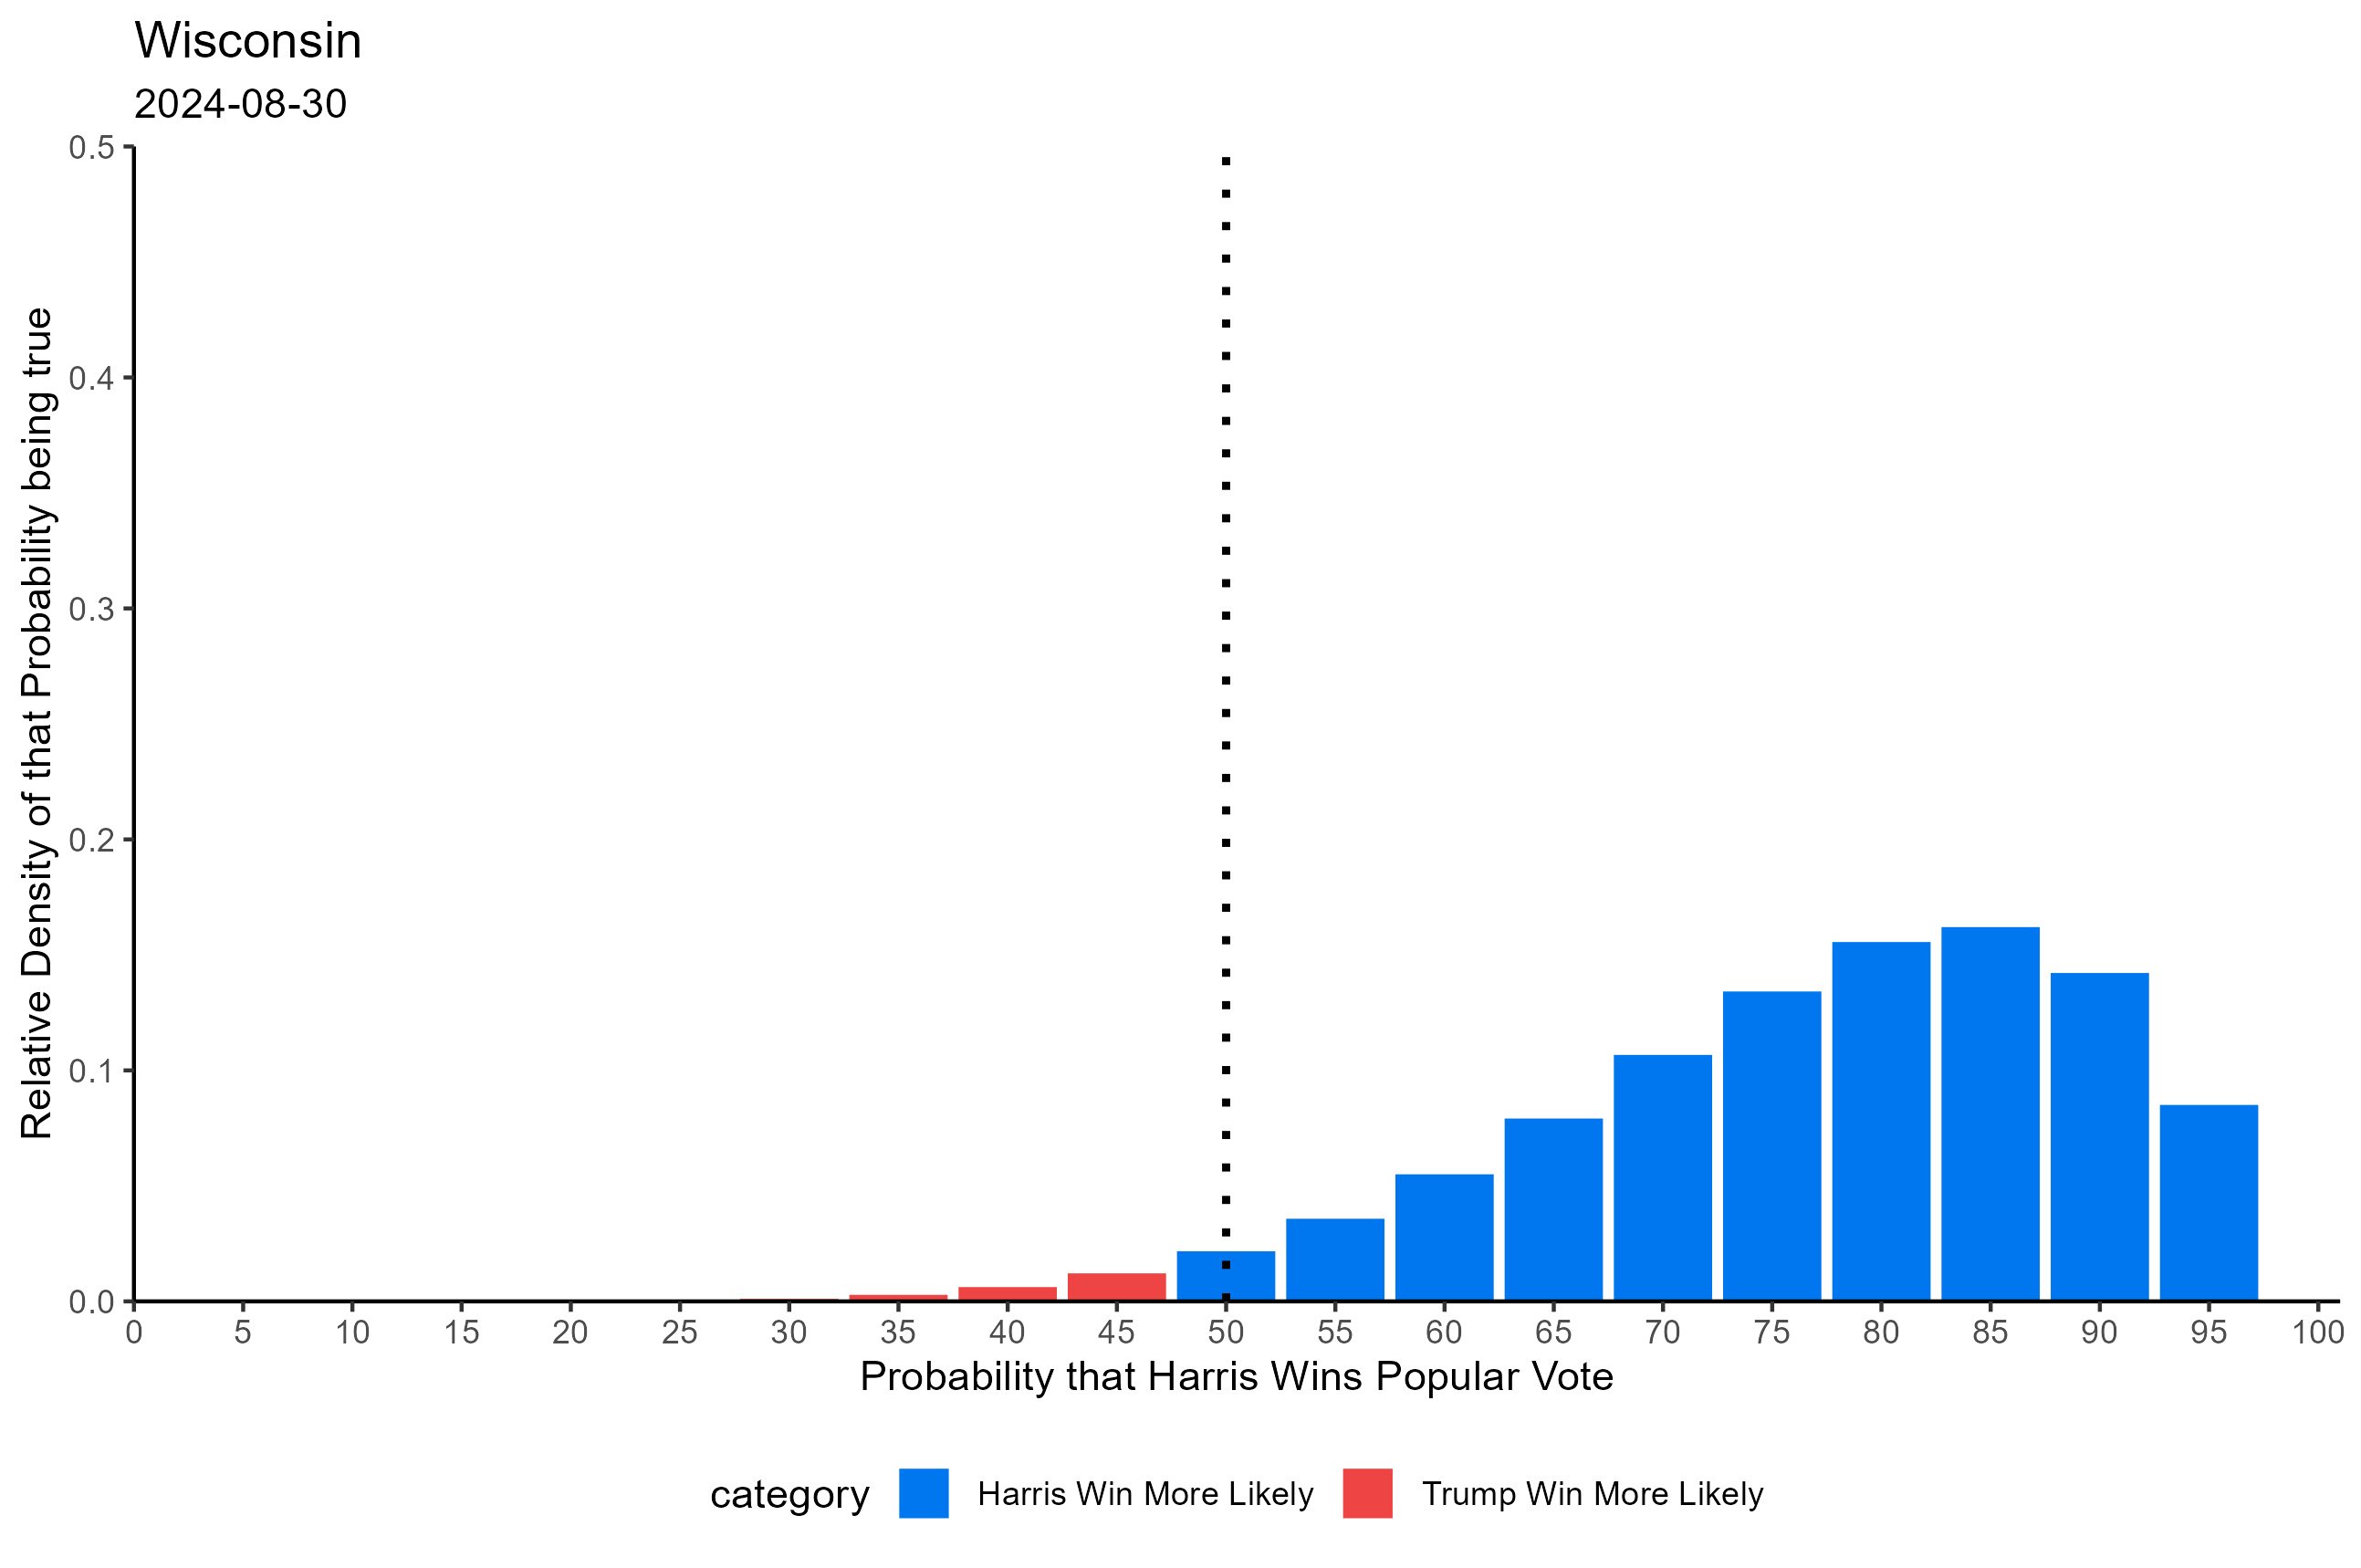 Wisconsin
2024-08-30
Relative Density of that Probability being true
0.5
0.4
0.3
0.2
0.1
0.0
0 5 10 15 20 25 30 35 40 45 50 55 60 65 70 75 80 85 90 95 100
Probability that Harris Wins Popular Vote
category Harris Win More Likely Trump Win More Likely